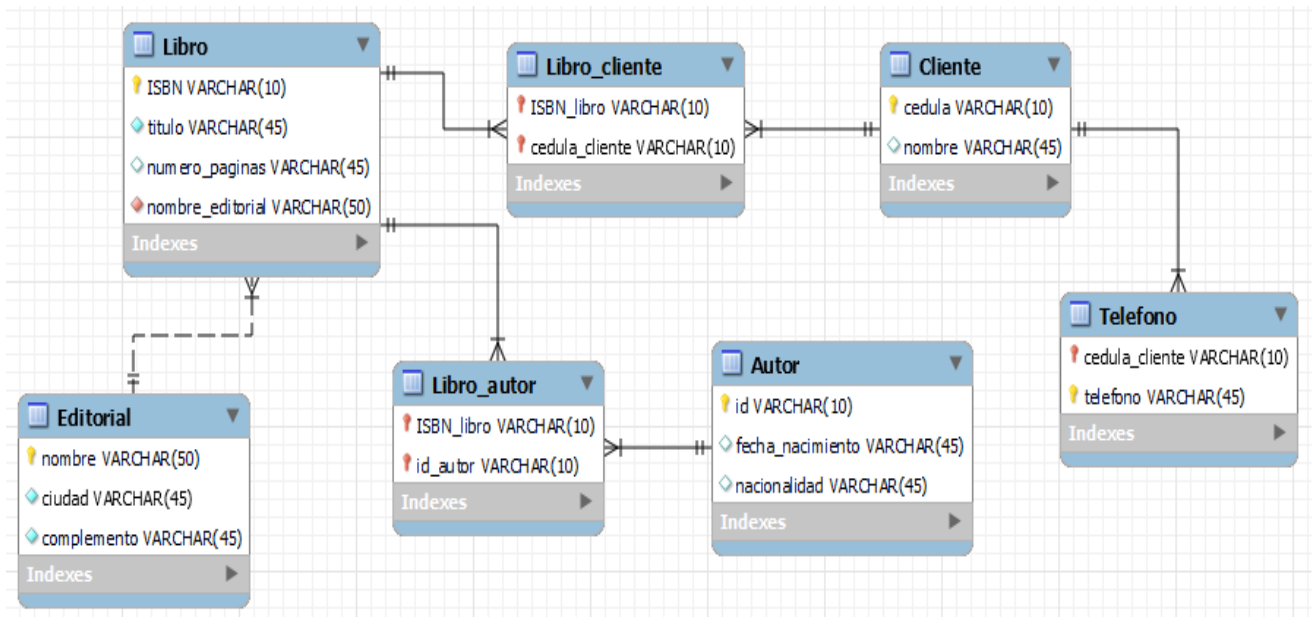 Libro
ISBN VARCHAR(10)
titulo VARCHAR(45)
numero_paginas VARCHAR(45)
nombre_editorial VARCHAR(50)
Indexes
Libro_cliente
ISBN_libro VARCHAR(10)
cedula_cliente VARCHAR(10)
Indexes
Cliente
cedula VARCHAR(10)
nombre VARCHAR(45)
Indexes
Telefono
cedula_cliente VARCHAR(10)
telefono VARCHAR(45)
Indexes
Editorial
nombre VARCHAR(50)
ciudad VARCHAR(45)
complemento VARCHAR(45)
Indexes
Libro_autor
ISBN_libro VARCHAR(10)
id_autor VARCHAR(10)
Indexes
Autor
id VARCHAR(10)
fecha_nacimiento VARCHAR(45)
nacionalidad VARCHAR(45)
Indexes